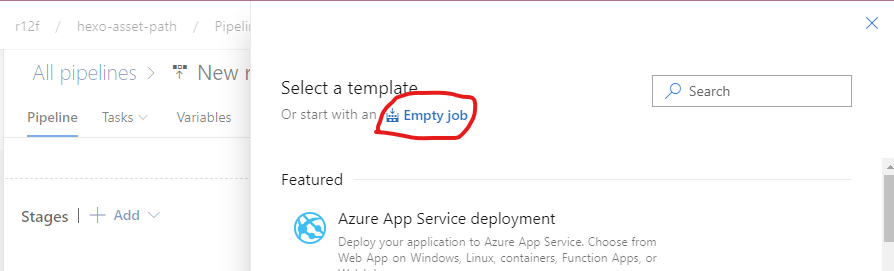 r12f / hexo-asset-path /
All pipelines > New
Pipeline Tasks Variables
Stages | + Add
Select a template
Or start with an Empty job
Search
Featured
Azure App Service deployment
Deploy your application to Azure App Service. Choose from
Web App on Windows, Linux, containers, Function Apps, or